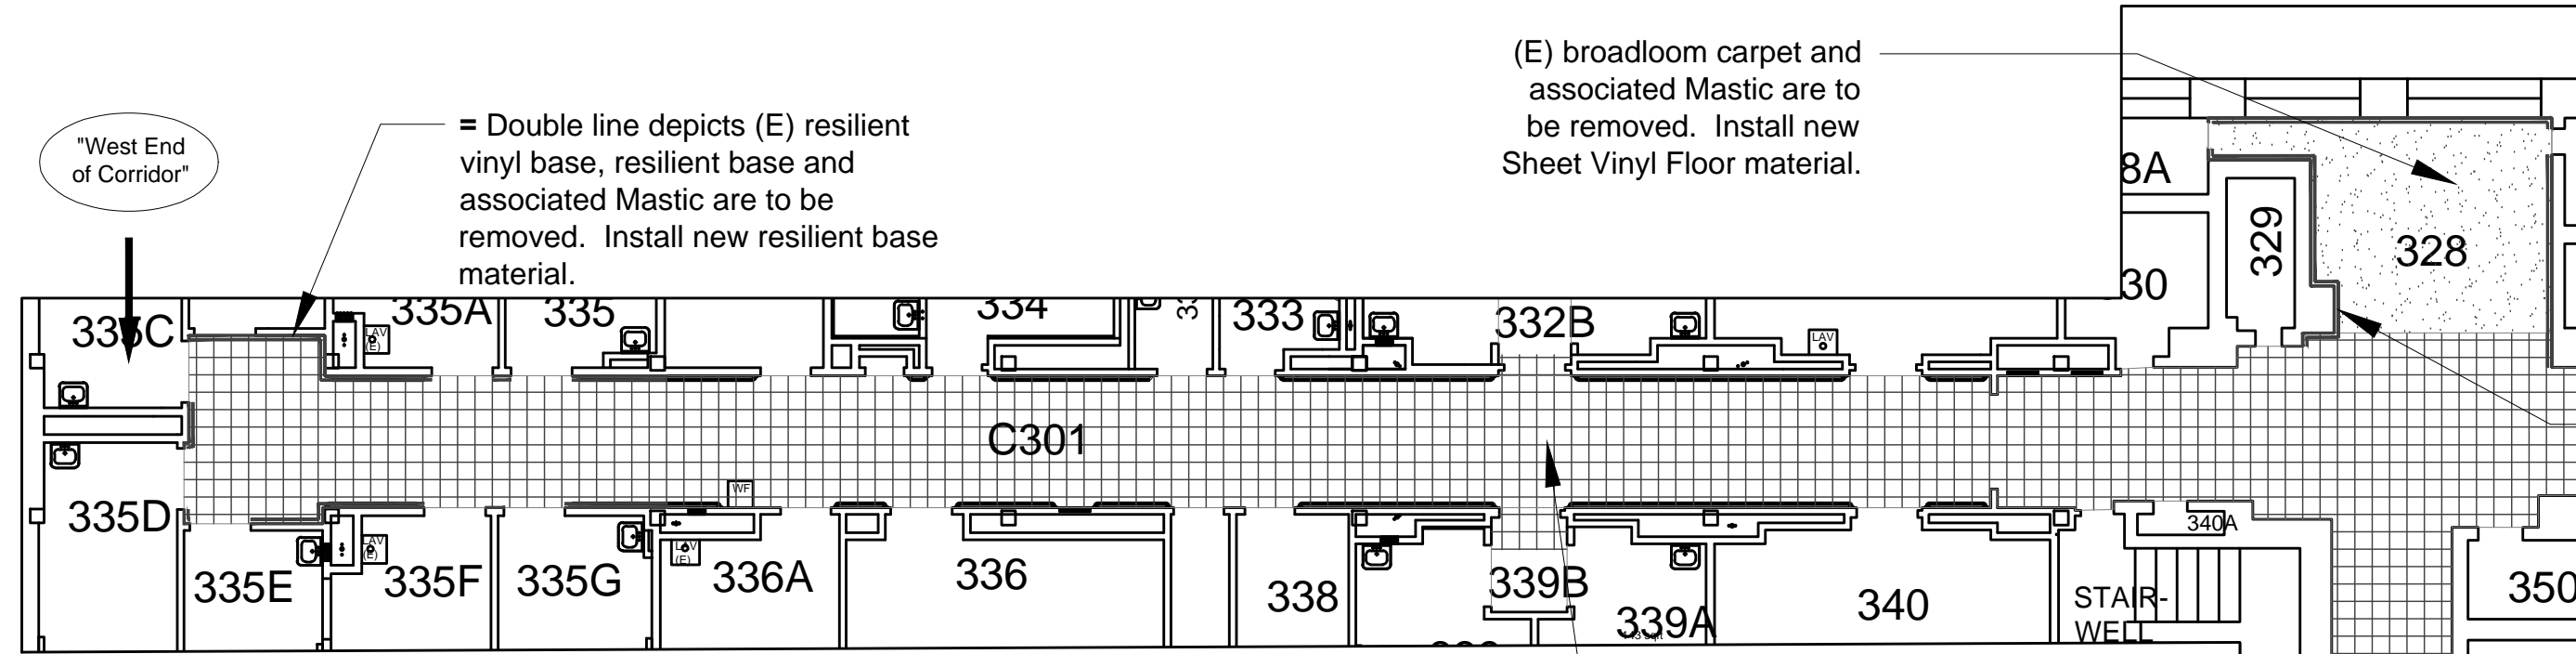 "West End
of Corridor"
= Double line depicts (E) resilient
vinyl base, resilient base and
associated Mastic are to be
removed.  Install new resilient base
material.
(E) broadloom carpet and
associated Mastic are to
be removed.  Install new
Sheet Vinyl Floor material.
8A
329
328
30
335C
335A
335
334
333
332B
LAV
(E)
LAV
C301
WF
335D
335E
LAV
(E)
335F
335G
LAV
(E)
336A
336
338
339B
339A
340
340A
STAIR-
WELL
350